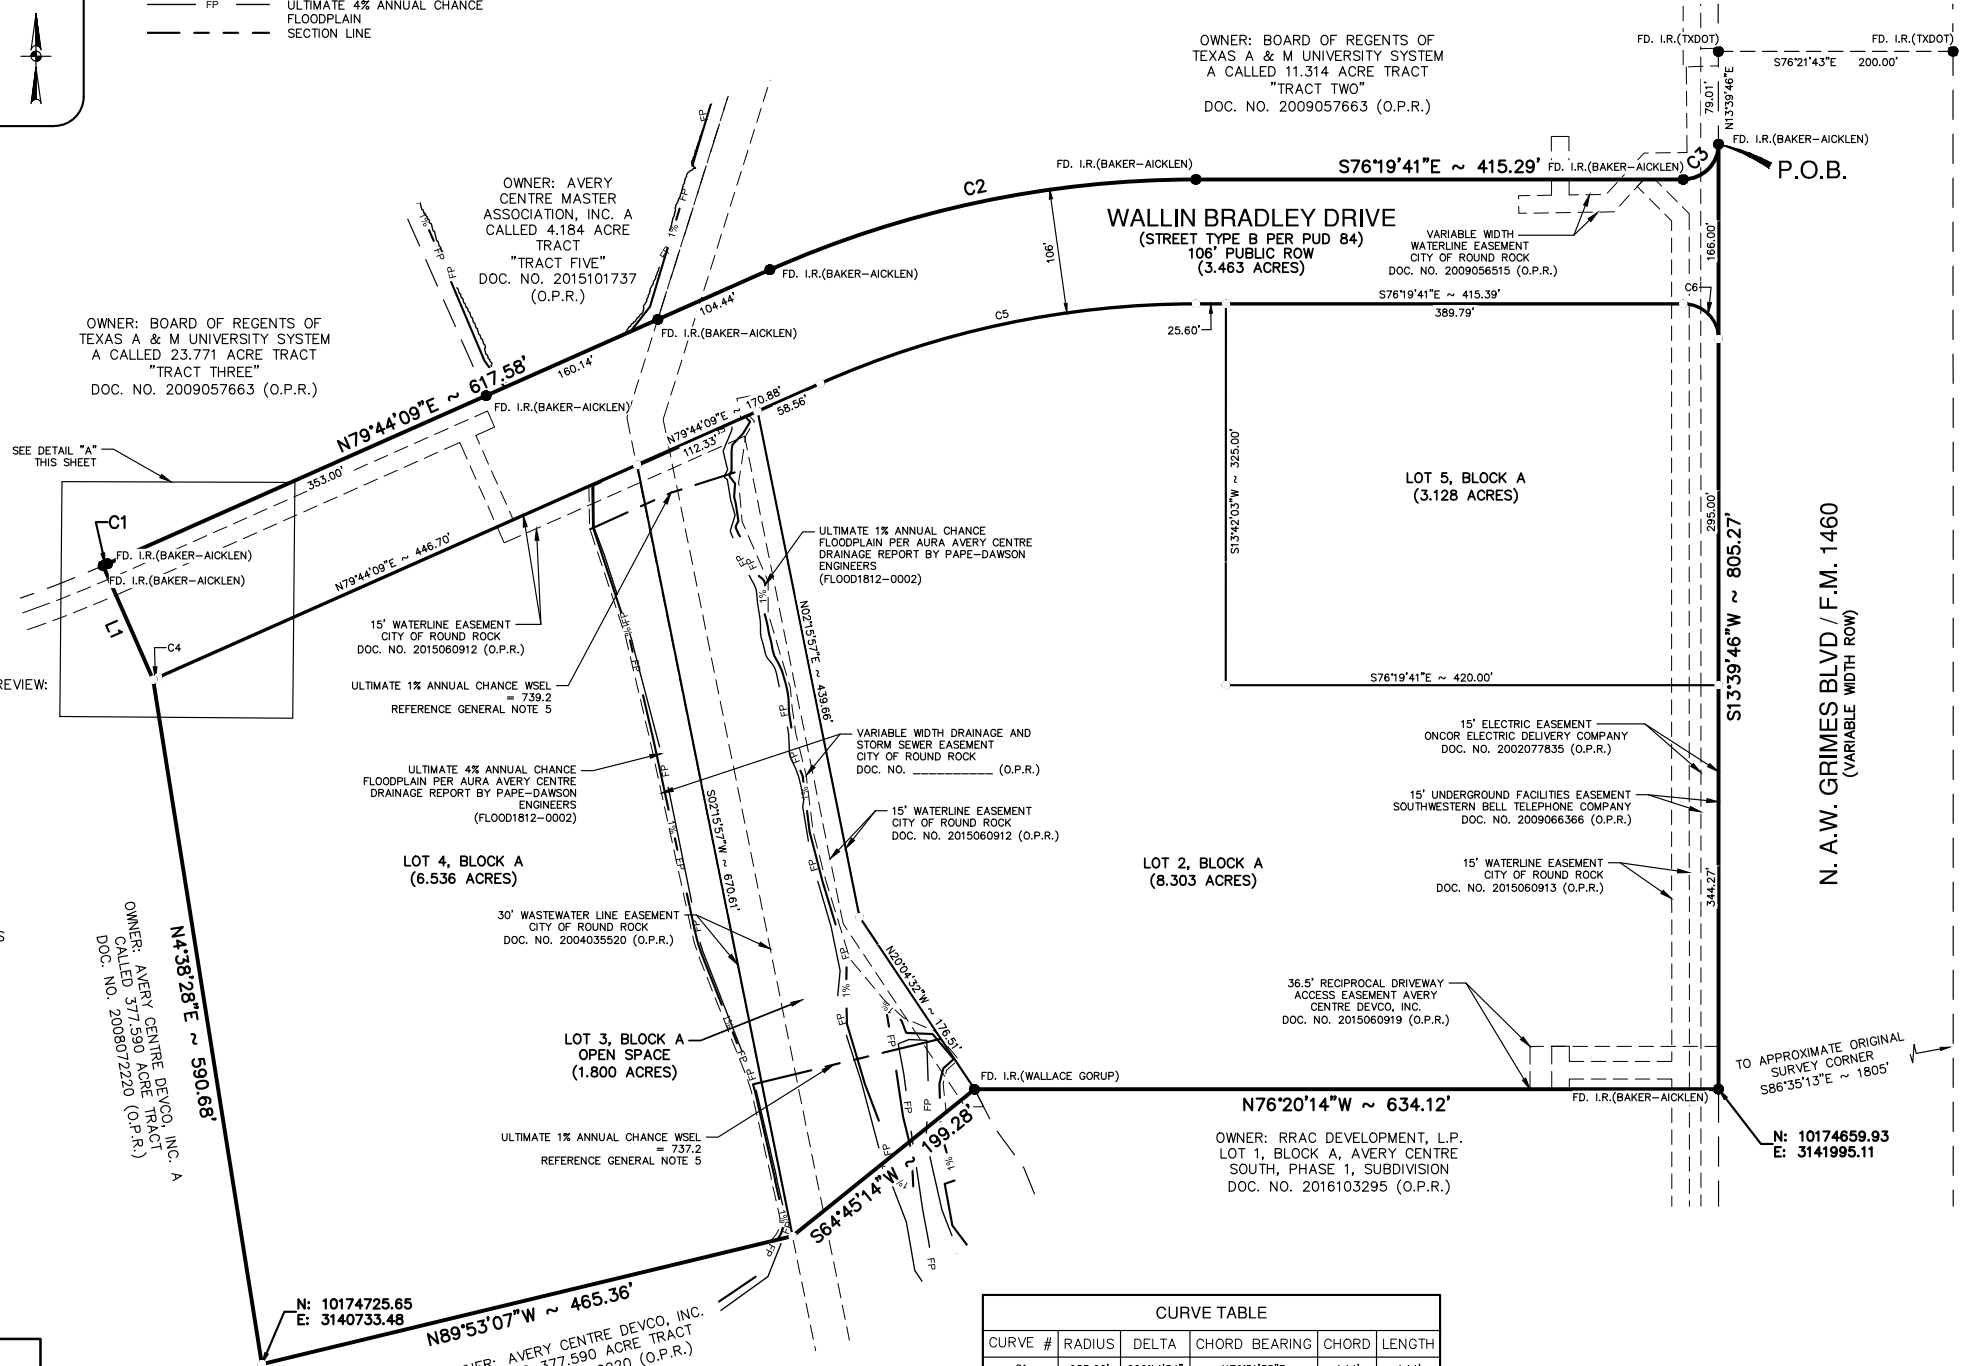 FP
ULTIMATE 4% ANNUAL CHANCE
FLOODPLAIN
SECTION LINE
OWNER: BOARD OF REGENTS OF
TEXAS A & M UNIVERSITY SYSTEM
A CALLED 11.314 ACRE TRACT
"TRACT TWO"
DOC. NO. 2009057663 (O.P.R.)
FD. I.R.(TXDOT)
FD. I.R.(TXDOT)
S76°21'43"E 200.00'
79.01'
N13°39'46"E
FD. I.R.(BAKER-AICKLEN)
P.O.B.
C3
FD. I.R.(BAKER-AICKLEN)
S76°19'41"E ~ 415.29'
FD. I.R.(BAKER-AICKLEN)
C2
OWNER: AVERY
CENTRE MASTER
ASSOCIATION, INC. A
CALLED 4.184 ACRE
TRACT
"TRACT FIVE"
DOC. NO. 2015101737
(O.P.R.)
WALLIN BRADLEY DRIVE
(STREET TYPE B PER PUD 84)
106' PUBLIC ROW
(3.463 ACRES)
106'
VARIABLE WIDTH
WATERLINE EASEMENT
CITY OF ROUND ROCK
DOC. NO. 2009056515 (O.P.R.)
166.00'
FD. I.R.(BAKER-AICKLEN)
104.44'
FD. I.R.(BAKER-AICKLEN)
S76°19'41"E ~ 415.39'
389.79'
C6
C5
25.60'
OWNER: BOARD OF REGENTS OF
TEXAS A & M UNIVERSITY SYSTEM
A CALLED 23.771 ACRE TRACT
"TRACT THREE"
DOC. NO. 2009057663 (O.P.R.)
160.14'
N79°44'09"E ~ 617.58'
FD. I.R.(BAKER-AICKLEN)
353.00'
N79°44'09"E ~ 170.88'
58.56'
112.33'
SEE DETAIL "A"
THIS SHEET
C1
FD. I.R.(BAKER-AICKLEN)
FD. I.R.(BAKER-AICKLEN)
L1
C4
N79°44'09"E ~ 446.70'
S13°42'03"W ~ 325.00'
LOT 5, BLOCK A
(3.128 ACRES)
295.00'
S13°39'46"W ~ 805.27'
N. A.W. GRIMES BLVD / F.M. 1460
(VARIABLE WIDTH ROW)
ULTIMATE 1% ANNUAL CHANCE
FLOODPLAIN PER AURA AVERY CENTRE
DRAINAGE REPORT BY PAPE-DAWSON
ENGINEERS
(FLOOD1812-0002)
15' WATERLINE EASEMENT
CITY OF ROUND ROCK
DOC. NO. 2015060912 (O.P.R.)
N02°15'57"E ~ 439.66'
REVIEW:
ULTIMATE 1% ANNUAL CHANCE WSEL
= 739.2
REFERENCE GENERAL NOTE 5
S76°19'41"E ~ 420.00'
VARIABLE WIDTH DRAINAGE AND
STORM SEWER EASEMENT
CITY OF ROUND ROCK
DOC. NO. __________ (O.P.R.)
15' ELECTRIC EASEMENT
ONCOR ELECTRIC DELIVERY COMPANY
DOC. NO. 2002077835 (O.P.R.)
ULTIMATE 4% ANNUAL CHANCE
FLOODPLAIN PER AURA AVERY CENTRE
DRAINAGE REPORT BY PAPE-DAWSON
ENGINEERS
(FLOOD1812-0002)
S02°15'57"W ~ 670.61'
15' WATERLINE EASEMENT
CITY OF ROUND ROCK
DOC. NO. 2015060912 (O.P.R.)
15' UNDERGROUND FACILITIES EASEMENT
SOUTHWESTERN BELL TELEPHONE COMPANY
DOC. NO. 2009066366 (O.P.R.)
LOT 4, BLOCK A
(6.536 ACRES)
LOT 2, BLOCK A
(8.303 ACRES)
15' WATERLINE EASEMENT
CITY OF ROUND ROCK
DOC. NO. 2015060913 (O.P.R.)
344.27'
30' WASTEWATER LINE EASEMENT
CITY OF ROUND ROCK
DOC. NO. 2004035520 (O.P.R.)
S
N4°38'28"E ~ 590.68'
OWNER: AVERY CENTRE DEVCO, INC. A
CALLED 377.590 ACRE TRACT
DOC. NO. 2008072220 (O.P.R.)
N20°04'32"W ~ 176.51'
36.5' RECIPROCAL DRIVEWAY
ACCESS EASEMENT AVERY
CENTRE DEVCO, INC.
DOC. NO. 2015060919 (O.P.R.)
LOT 3, BLOCK A
OPEN SPACE
(1.800 ACRES)
TO APPROXIMATE ORIGINAL
SURVEY CORNER
S86°35'13"E ~ 1805'
FD. I.R.(WALLACE GORUP)
N76°20'14"W ~ 634.12'
FD. I.R.(BAKER-AICKLEN)
ULTIMATE 1% ANNUAL CHANCE WSEL
= 737.2
REFERENCE GENERAL NOTE 5
S64°45'14"W ~ 199.28'
OWNER: RRAC DEVELOPMENT, L.P.
LOT 1, BLOCK A, AVERY CENTRE
SOUTH, PHASE 1, SUBDIVISION
DOC. NO. 2016103295 (O.P.R.)
N: 10174659.93
E: 3141995.11
N: 10174725.65
E: 3140733.48
N89°53'07"W ~ 465.36'
AVERY CENTRE DEVCO, INC.
377.590 ACRE TRACT
(O.P.R.)
CURVE TABLE
CURVE # RADIUS DELTA CHORD BEARING CHORD LENGTH